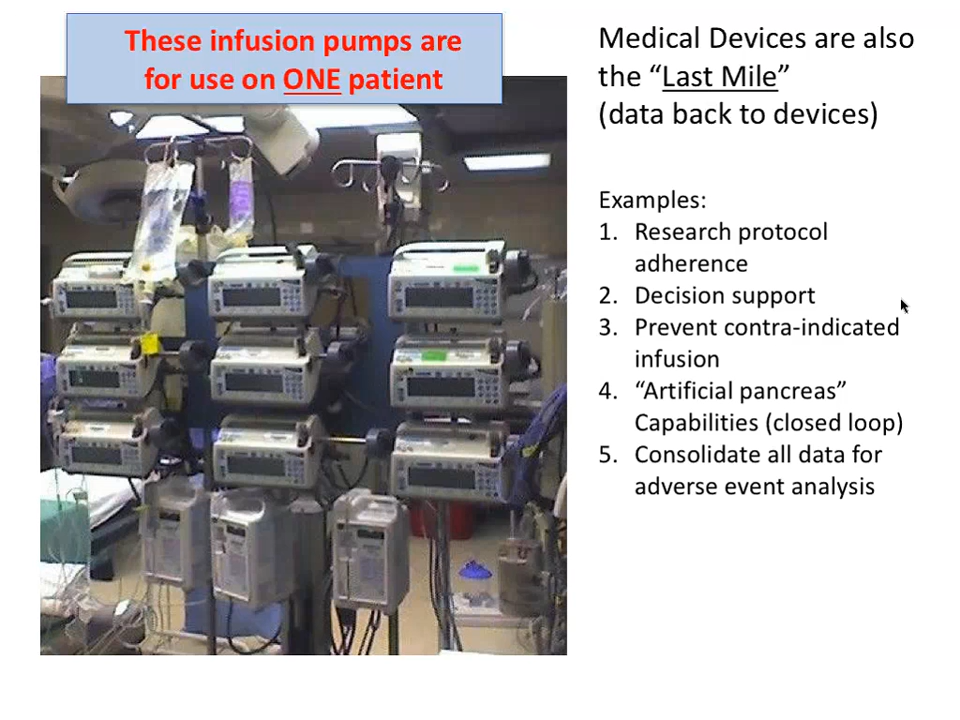 These infusion pumps are
for use on ONE patient
Medical Devices are also
the “Last Mile”
(data back to devices)
Examples:
1. Research protocol
adherence
2. Decision support
3. Prevent contra-indicated
infusion
4. “Artificial pancreas”
Capabilities (closed loop)
5. Consolidate all data for
adverse event analysis